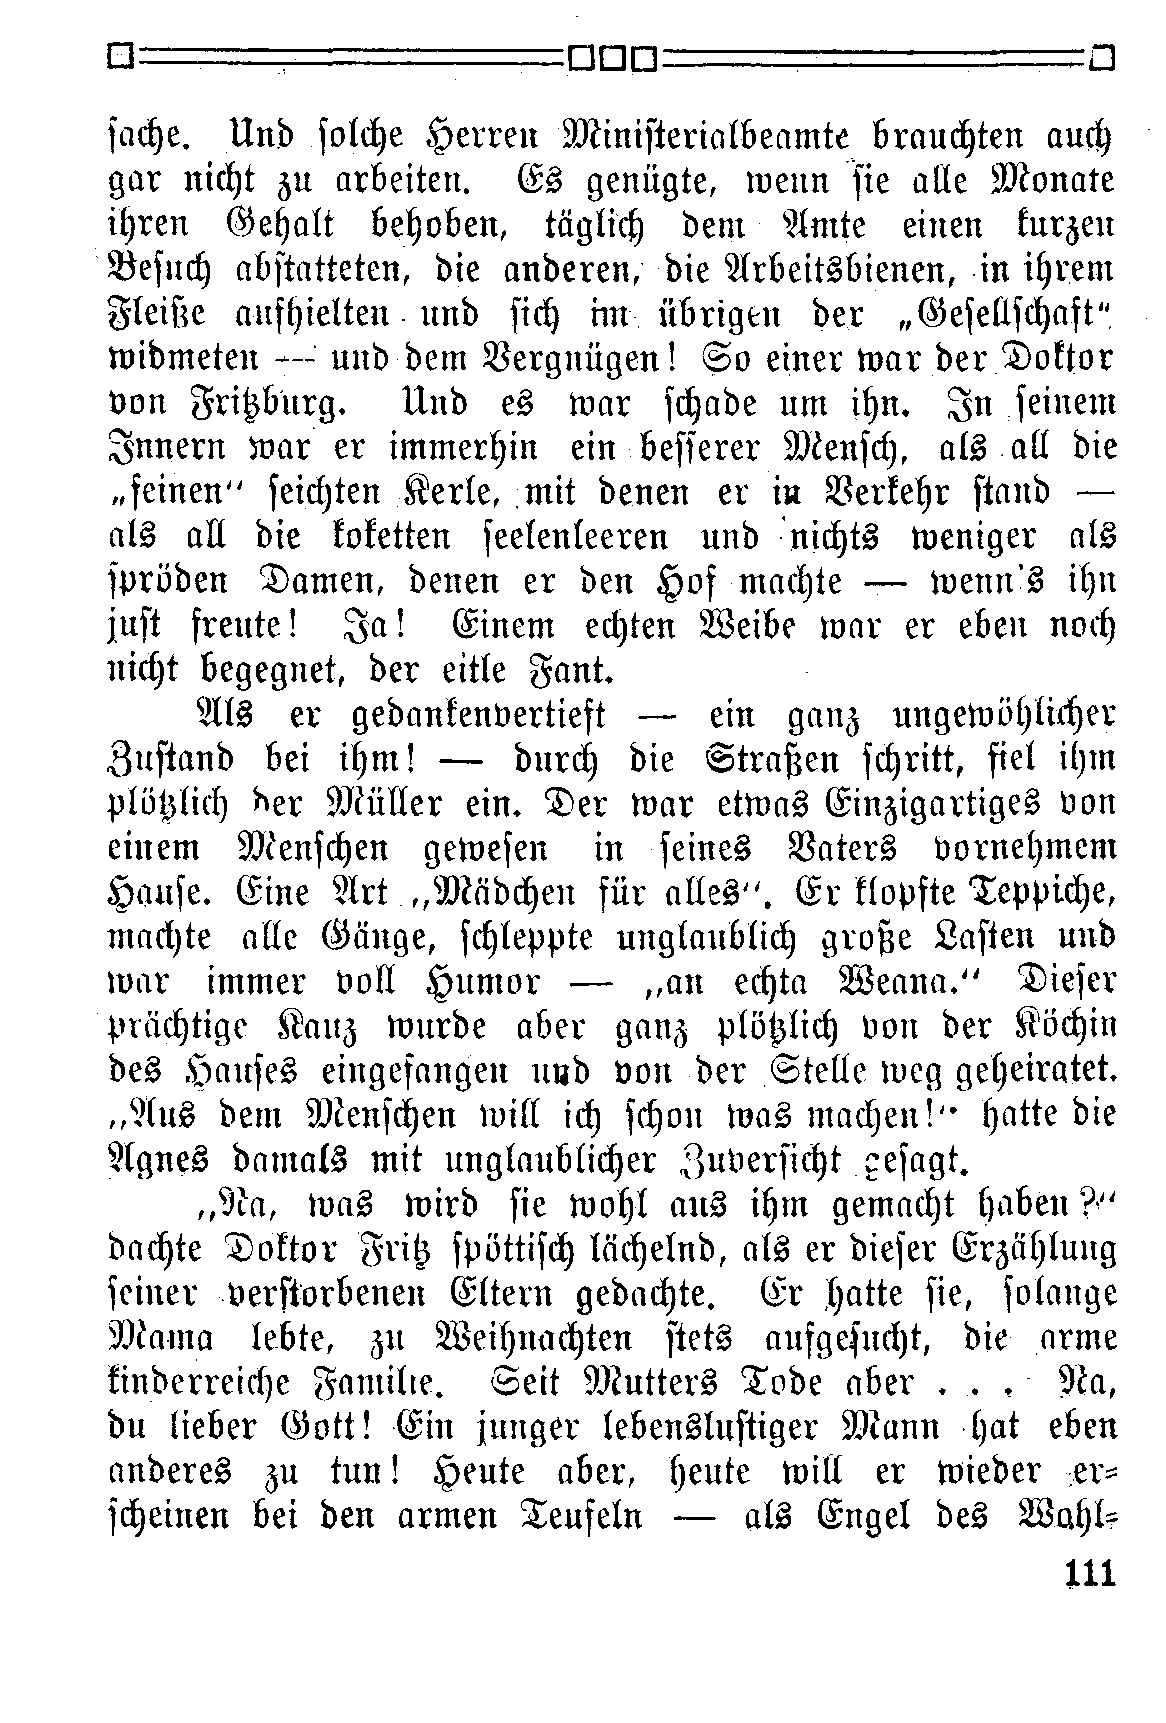 sache. Und solche Herren Ministerialbeamte brauchten auch
gar nicht zu arbeiten. Es genügte, wenn sie alle Monate
ihren Gehalt behoben, täglich dem Amte einen kurzen
Besuch abstatteten, die anderen, die Arbeitsbienen, in ihrem
Fleiße aufhielten und sich im übrigen der „Gesellschaft“
widmeten — und dem Vergnügen! So einer war der Doktor
von Fritzburg. Und es war schade um ihn. In seinem
Innern war er immerhin ein besserer Mensch, als all die
„feinen“ seichten Kerle, mit denen er in Verkehr stand —
als all die koketten seelenleeren und nichts weniger als
spröden Damen, denen er den Hof machte — wenn's ihn
just freute! Ja! Einem echten Weibe war er eben noch
nicht begegnet, der eitle Fant.
Als er gedankenvertieft — ein ganz ungewöhlicher
Zustand bei ihm! — durch die Straßen schritt, fiel ihm
plötzlich der Müller ein. Der war etwas Einzigartiges von
einem Menschen gewesen in seines Vaters vornehmem
Hause. Eine Art „Mädchen für alles“. Er klopfte Teppiche,
machte alle Gänge, schleppte unglaublich große Lasten und
war immer voll Humor — „an echta Weana.“ Dieser
prächtige Kauz wurde aber ganz plötzlich von der Köchin
des Hauses eingefangen und von der Stelle weg geheiratet.
„Aus dem Menschen will ich schon was machen!“ hatte die
Agnes damals mit unglaublicher Zuversicht gesagt.
„Na, was wird sie wohl aus ihm gemacht haben?“
dachte Doktor Fritz spöttisch lächelnd, als er dieser Erzählung
seiner verstorbenen Eltern gedachte. Er hatte sie, solange
Mama lebte, zu Weihnachten stets aufgesucht, die arme
kinderreiche Familie. Seit Mutters Tode aber . . . Na,
du lieber Gott! Ein junger lebenslustiger Mann hat eben
anderes zu tun! Heute aber, heute will er wieder er-
scheinen bei den armen Teufeln — als Engel des Wohl-
111